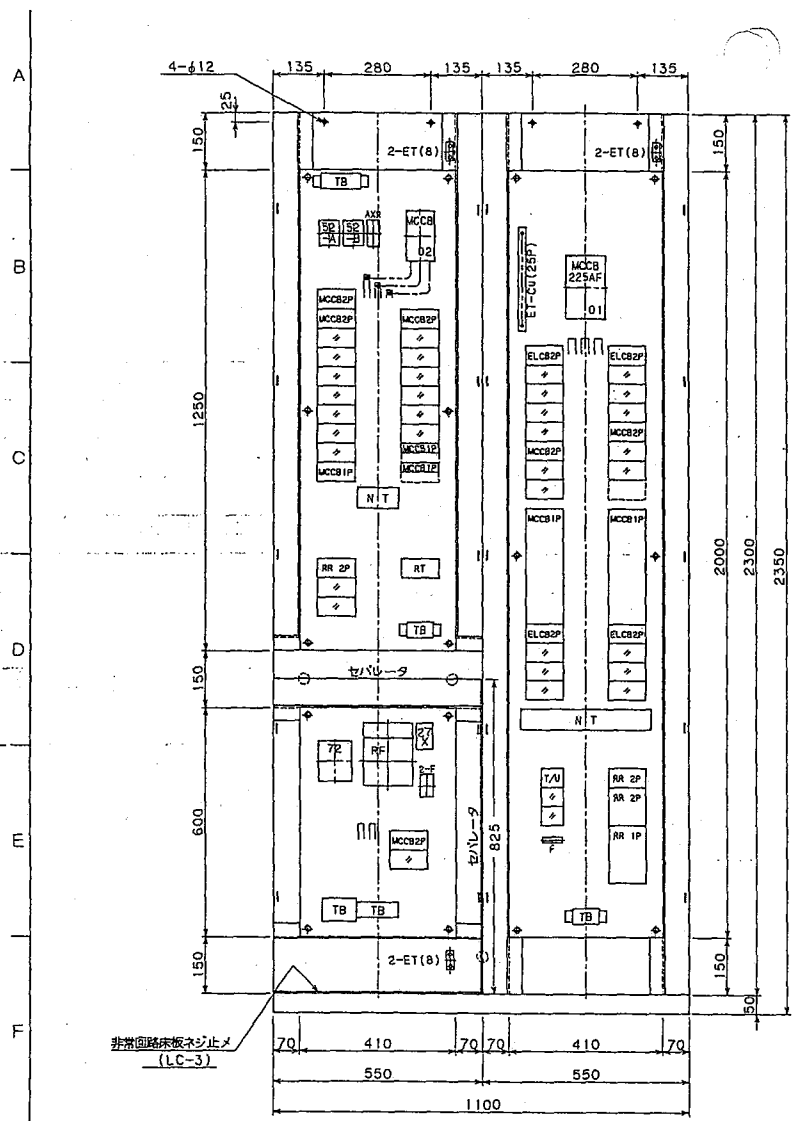 A
B
C
D
E
F
4-φ12
135
280
135
135
280
135
25
150
1250
150
600
150
150
2000
2300
2350
150
50
825
2-ET(8)
2-ET(8)
TB
52
-A
52
-B
AXR
MCCB
02
MCCB2P
MCCB2P
〃
〃
〃
〃
〃
〃
MCCB1P
MCCB2P
〃
〃
〃
〃
〃
〃
MCCB1P
MCCB1P
N T
RR 2P
〃
〃
RT
TB
セパレータ
72
RF
27
X
2-F
MCCB2P
〃
TB
TB
セパレータ
2-ET(8)
ET-Cu(25P)
MCCB
225AF
01
ELCB2P
〃
〃
〃
〃
MCCB2P
〃
〃
MCCB1P
ELCB2P
〃
〃
〃
ELCB2P
〃
〃
〃
MCCB2P
〃
〃
MCCB1P
ELCB2P
〃
〃
〃
N T
T/U
〃
〃
F
RR 2P
RR 2P
RR 1P
TB
非常回路床板ネジ止メ
(LC-3)
70
410
70
70
410
70
550
550
1100